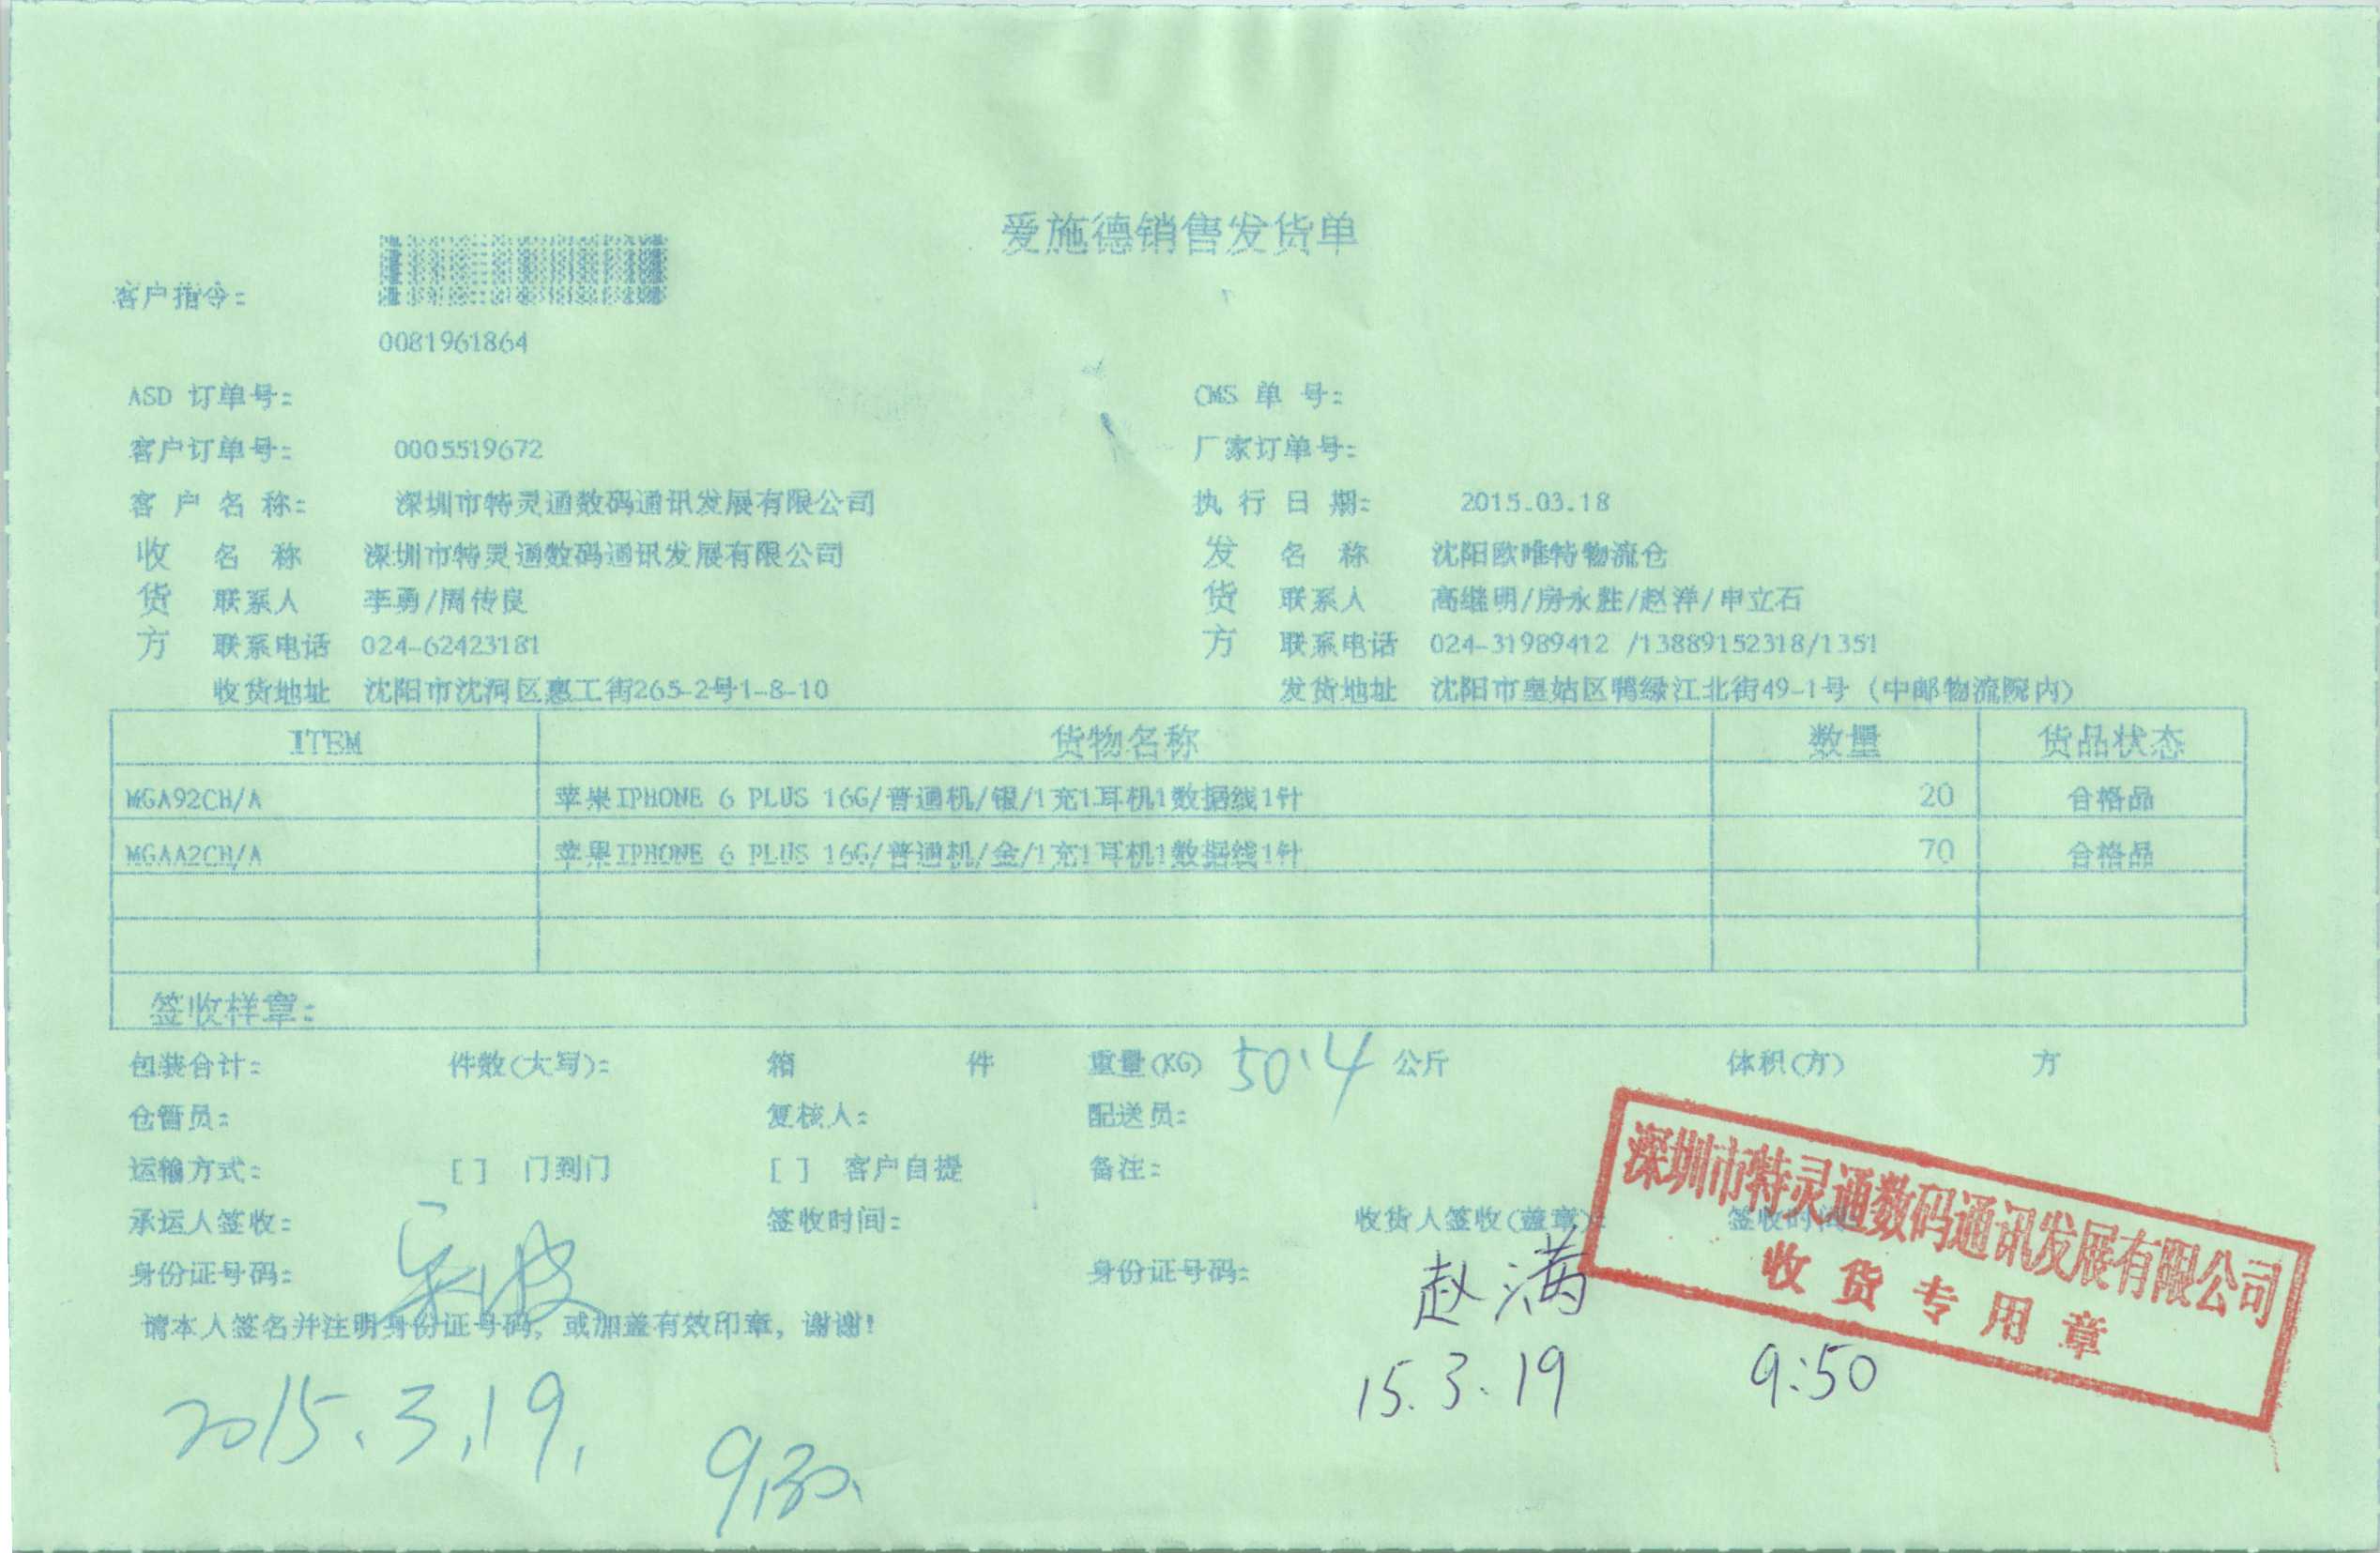 爱施德销售发货单
客户指令：
0081961864
ASD 订单号：
CMS 单 号：
客户订单号： 0005519672
厂家订单号：
客 户 名 称： 深圳市特灵通数码通讯发展有限公司
执 行 日 期： 2015.03.18
收货方
名 称 深圳市特灵通数码通讯发展有限公司
联系人 李勇/周传良
联系电话 024-62423181
收货地址 沈阳市沈河区惠工街265-2号1-8-10
发货方
名 称 沈阳欧唯特物流仓
联系人 高继明/房永胜/赵洋/申立石
联系电话 024-31989412 /13889152318/1351
发货地址 沈阳市皇姑区鸭绿江北街49-1号（中邮物流院内）
ITEM 货物名称 数量 货品状态
MGA92CH/A 苹果IPHONE 6 PLUS 16G/普通机/银/1充1耳机1数据线1针 20 合格品
MGAA2CH/A 苹果IPHONE 6 PLUS 16G/普通机/金/1充1耳机1数据线1针 70 合格品
签收样章：
包装合计： 件数(大写)： 箱 件 重量(KG) 50.4 公斤 体积(方) 方
仓管员： 复核人： 配送员：
运输方式： [ ] 门到门 [ ] 客户自提 备注：
承运人签收： 签收时间： 收货人签收(盖章)： 签收时间：
身份证号码： 身份证号码：
赵满
请本人签名并注明身份证号码，或加盖有效印章，谢谢！
深圳市特灵通数码通讯发展有限公司
收货专用章
15.3.19 9:50
2015.3.19.
9.30.